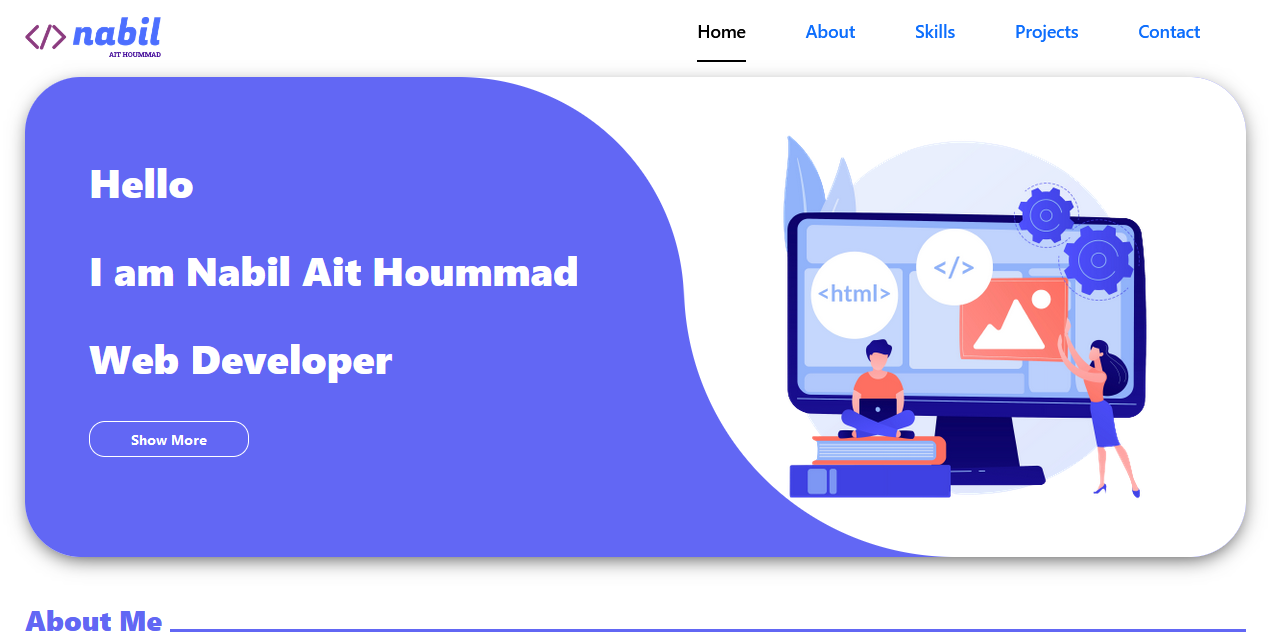 </> nabil
AIT HOUMMAD
Home About Skills Projects Contact
Hello
I am Nabil Ait Hoummad
Web Developer
Show More
<html>
</>
About Me